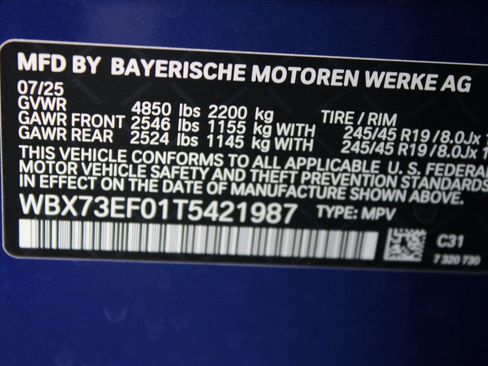 MFD BY BAYERISCHE MOTOREN WERKE AG
07/25
GVWR 4850 lbs 2200 kg TIRE / RIM
GAWR FRONT 2546 lbs 1155 kg WITH 245/45 R19 / 8.0Jx 1
GAWR REAR 2524 lbs 1145 kg WITH 245/45 R19 / 8.0Jx 1
THIS VEHICLE CONFORMS TO ALL APPLICABLE U. S. FEDERAL
MOTOR VEHICLE SAFETY AND THEFT PREVENTION STANDARDS
IN EFFECT ON THE DATE OF MANUFACTURE SHOWN ABOVE.
WBX73EF01T5421987 TYPE: MPV
C31
7 320 730